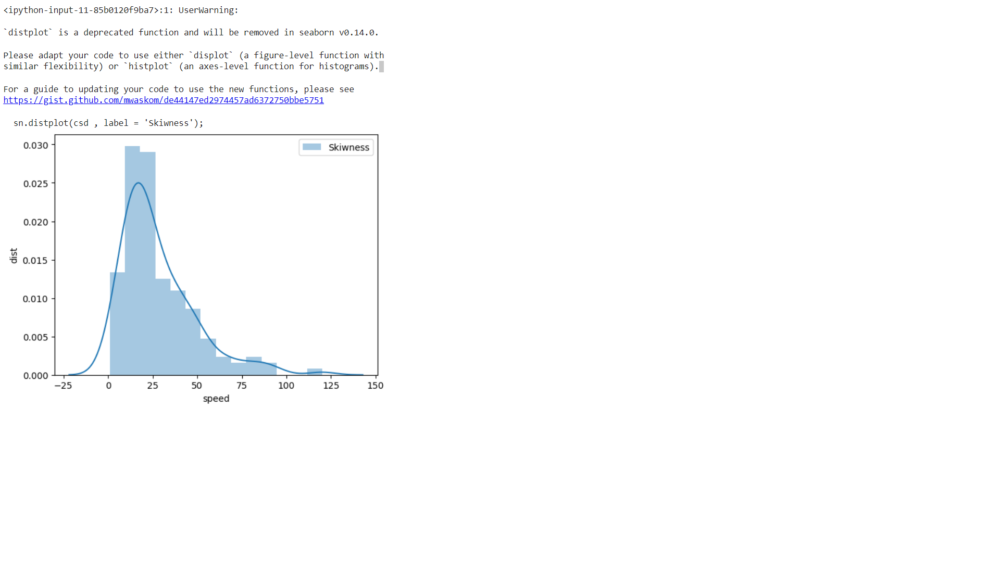 <ipython-input-11-85b0120f9ba7>:1: UserWarning:
`distplot` is a deprecated function and will be removed in seaborn v0.14.0.
Please adapt your code to use either `displot` (a figure-level function with
similar flexibility) or `histplot` (an axes-level function for histograms).
For a guide to updating your code to use the new functions, please see
https://gist.github.com/mwaskom/de44147ed2974457ad6372750bbe5751
sn.distplot(csd , label = 'Skiwness');
Skiwness
0.030
0.025
0.020
0.015
0.010
0.005
0.000
dist
−25 0 25 50 75 100 125 150
speed